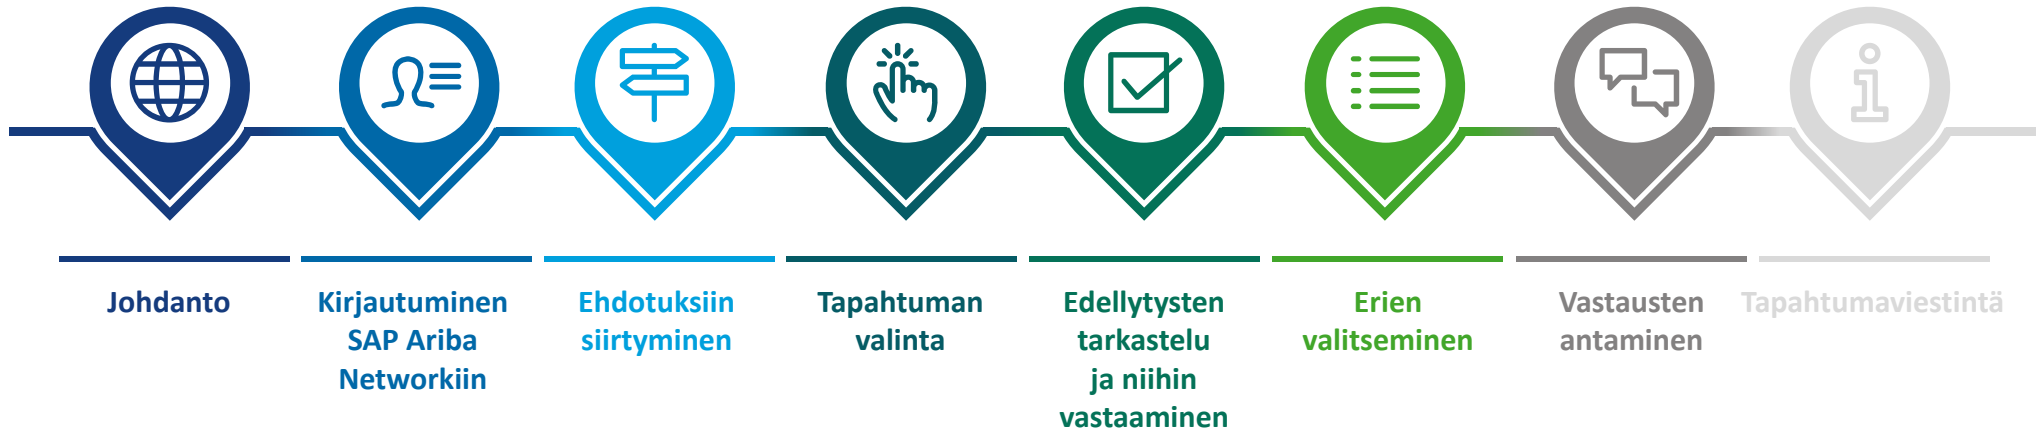 Johdanto
Kirjautuminen
SAP Ariba
Networkiin
Ehdotuksiin
siirtyminen
Tapahtuman
valinta
Edellytysten
tarkastelu
ja niihin
vastaaminen
Erien
valitseminen
Vastausten
antaminen
Tapahtumaviestintä